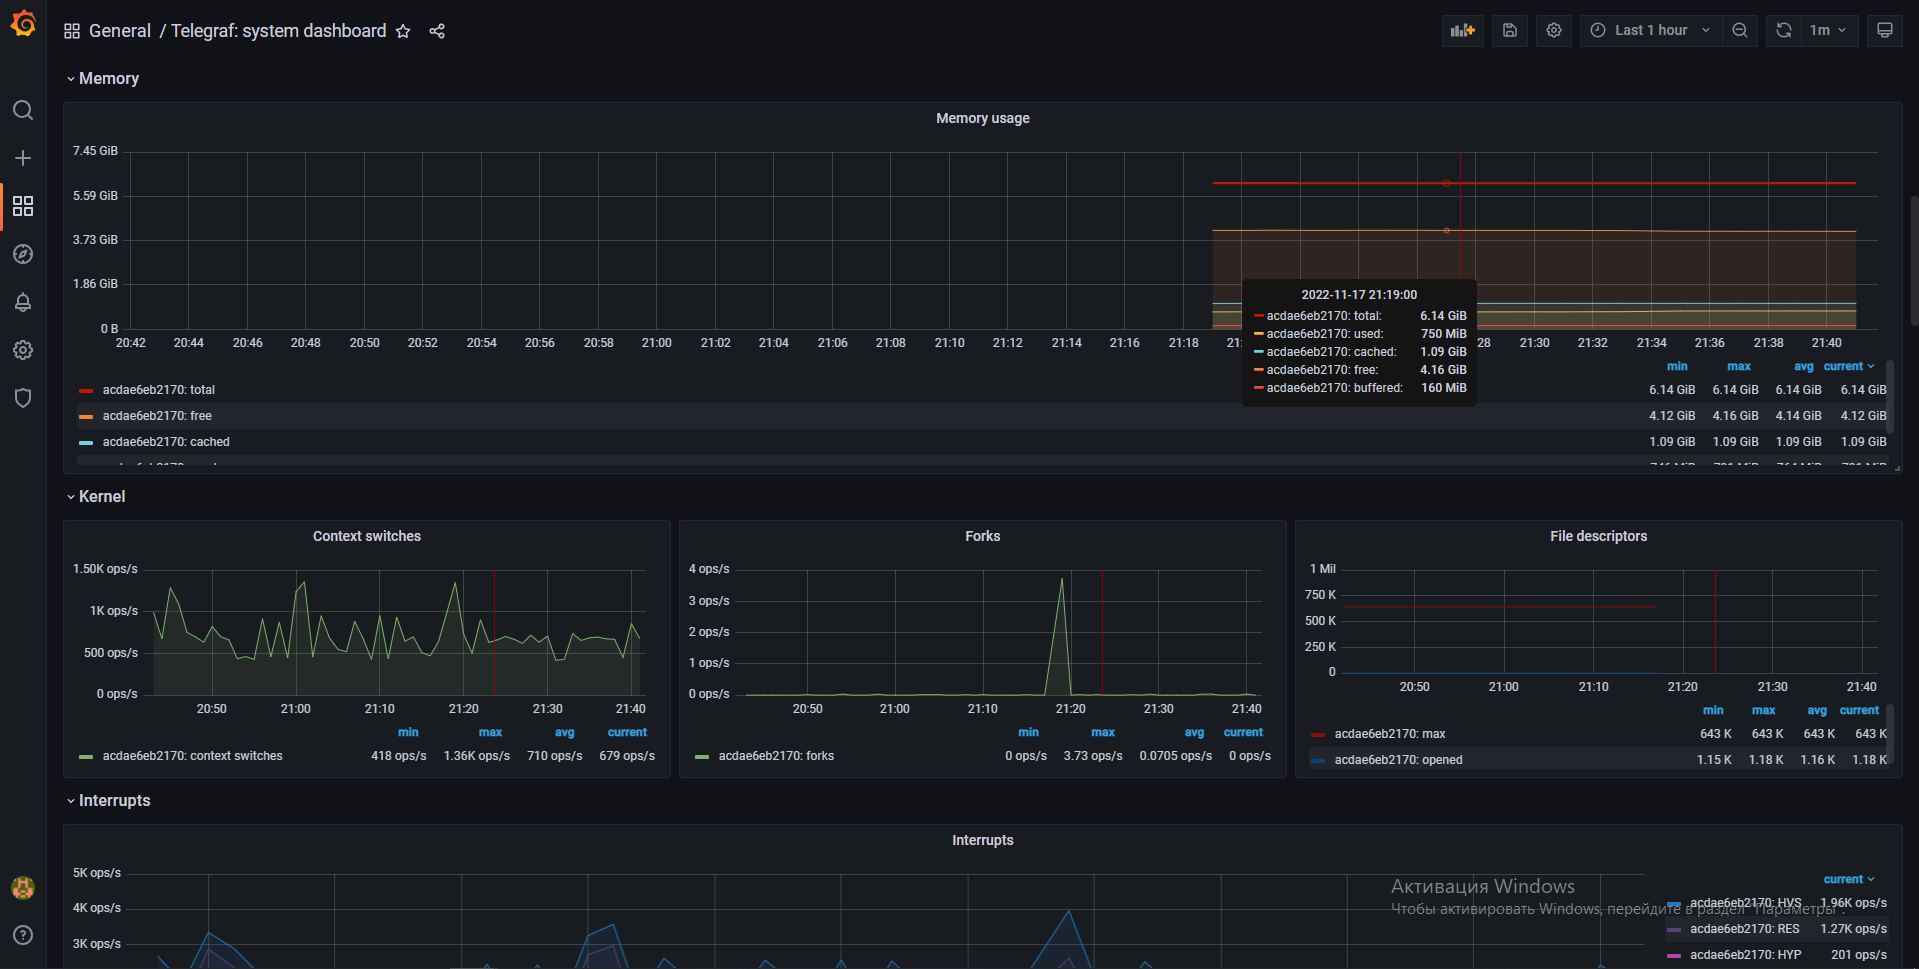 General / Telegraf: system dashboard
Last 1 hour
1m
Memory
Memory usage
7.45 GiB
5.59 GiB
3.73 GiB
1.86 GiB
0 B
20:42 20:44 20:46 20:48 20:50 20:52 20:54 20:56 20:58 21:00 21:02 21:04 21:06 21:08 21:10 21:12 21:14 21:16 21:18 21: 28 21:30 21:32 21:34 21:36 21:38 21:40
2022-11-17 21:19:00
acdae6eb2170: total: 6.14 GiB
acdae6eb2170: used: 750 MiB
acdae6eb2170: cached: 1.09 GiB
acdae6eb2170: free: 4.16 GiB
acdae6eb2170: buffered: 160 MiB
min max avg current
acdae6eb2170: total 6.14 GiB 6.14 GiB 6.14 GiB 6.14 GiB
acdae6eb2170: free 4.12 GiB 4.16 GiB 4.14 GiB 4.12 GiB
acdae6eb2170: cached 1.09 GiB 1.09 GiB 1.09 GiB 1.09 GiB
Kernel
Context switches
1.50K ops/s
1K ops/s
500 ops/s
0 ops/s
20:50 21:00 21:10 21:20 21:30 21:40
min max avg current
acdae6eb2170: context switches 418 ops/s 1.36K ops/s 710 ops/s 679 ops/s
Forks
4 ops/s
3 ops/s
2 ops/s
1 ops/s
0 ops/s
20:50 21:00 21:10 21:20 21:30 21:40
min max avg current
acdae6eb2170: forks 0 ops/s 3.73 ops/s 0.0705 ops/s 0 ops/s
File descriptors
1 Mil
750 K
500 K
250 K
0
20:50 21:00 21:10 21:20 21:30 21:40
min max avg current
acdae6eb2170: max 643 K 643 K 643 K 643 K
acdae6eb2170: opened 1.15 K 1.18 K 1.16 K 1.18 K
Interrupts
Interrupts
5K ops/s
4K ops/s
3K ops/s
current
acdae6eb2170: HVS 1.96K ops/s
acdae6eb2170: RES 1.27K ops/s
acdae6eb2170: HYP 201 ops/s
Активация Windows
Чтобы активировать Windows, перейдите в раздел "Параметры".